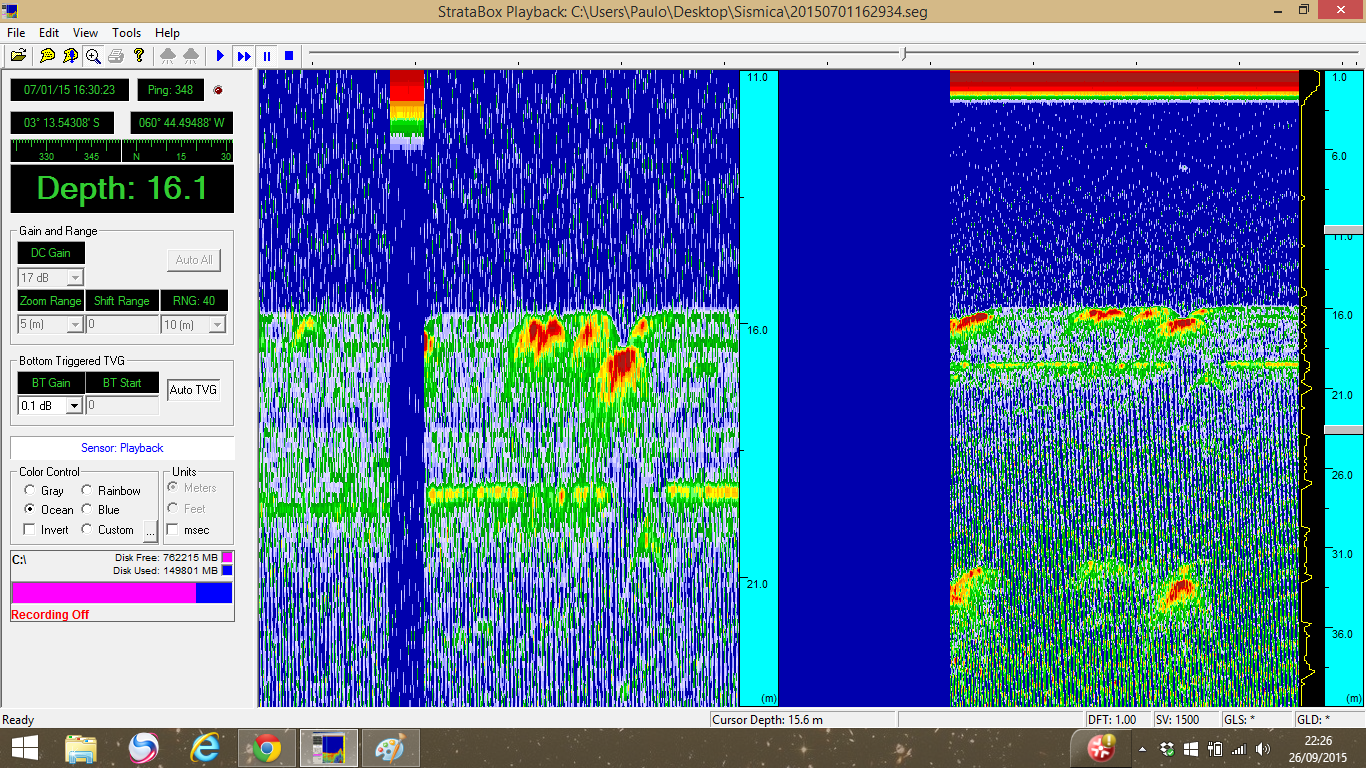 StrataBox Playback: C:\Users\Paulo\Desktop\Sismica\20150701162934.seg
File Edit View Tools Help
07/01/15 16:30:23 Ping: 348
03° 13.54308' S 060° 44.49488' W
330 345 N 15 30
Depth: 16.1
Gain and Range
DC Gain Auto All
17 dB
Zoom Range Shift Range RNG: 40
5 (m) 0 10 (m)
Bottom Triggered TVG
BT Gain BT Start Auto TVG
0.1 dB 0
Sensor: Playback
Color Control Units
Gray Rainbow Meters
Ocean Blue Feet
Invert Custom ... msec
C:\ Disk Free: 762215 MB
Disk Used: 149801 MB
Recording Off
11.0
16.0
21.0
(m)
1.0
6.0
11.0
16.0
21.0
26.0
31.0
36.0
(m)
Ready Cursor Depth: 15.6 m DFT: 1.00 SV: 1500 GLS: * GLD: *
22:26
26/09/2015